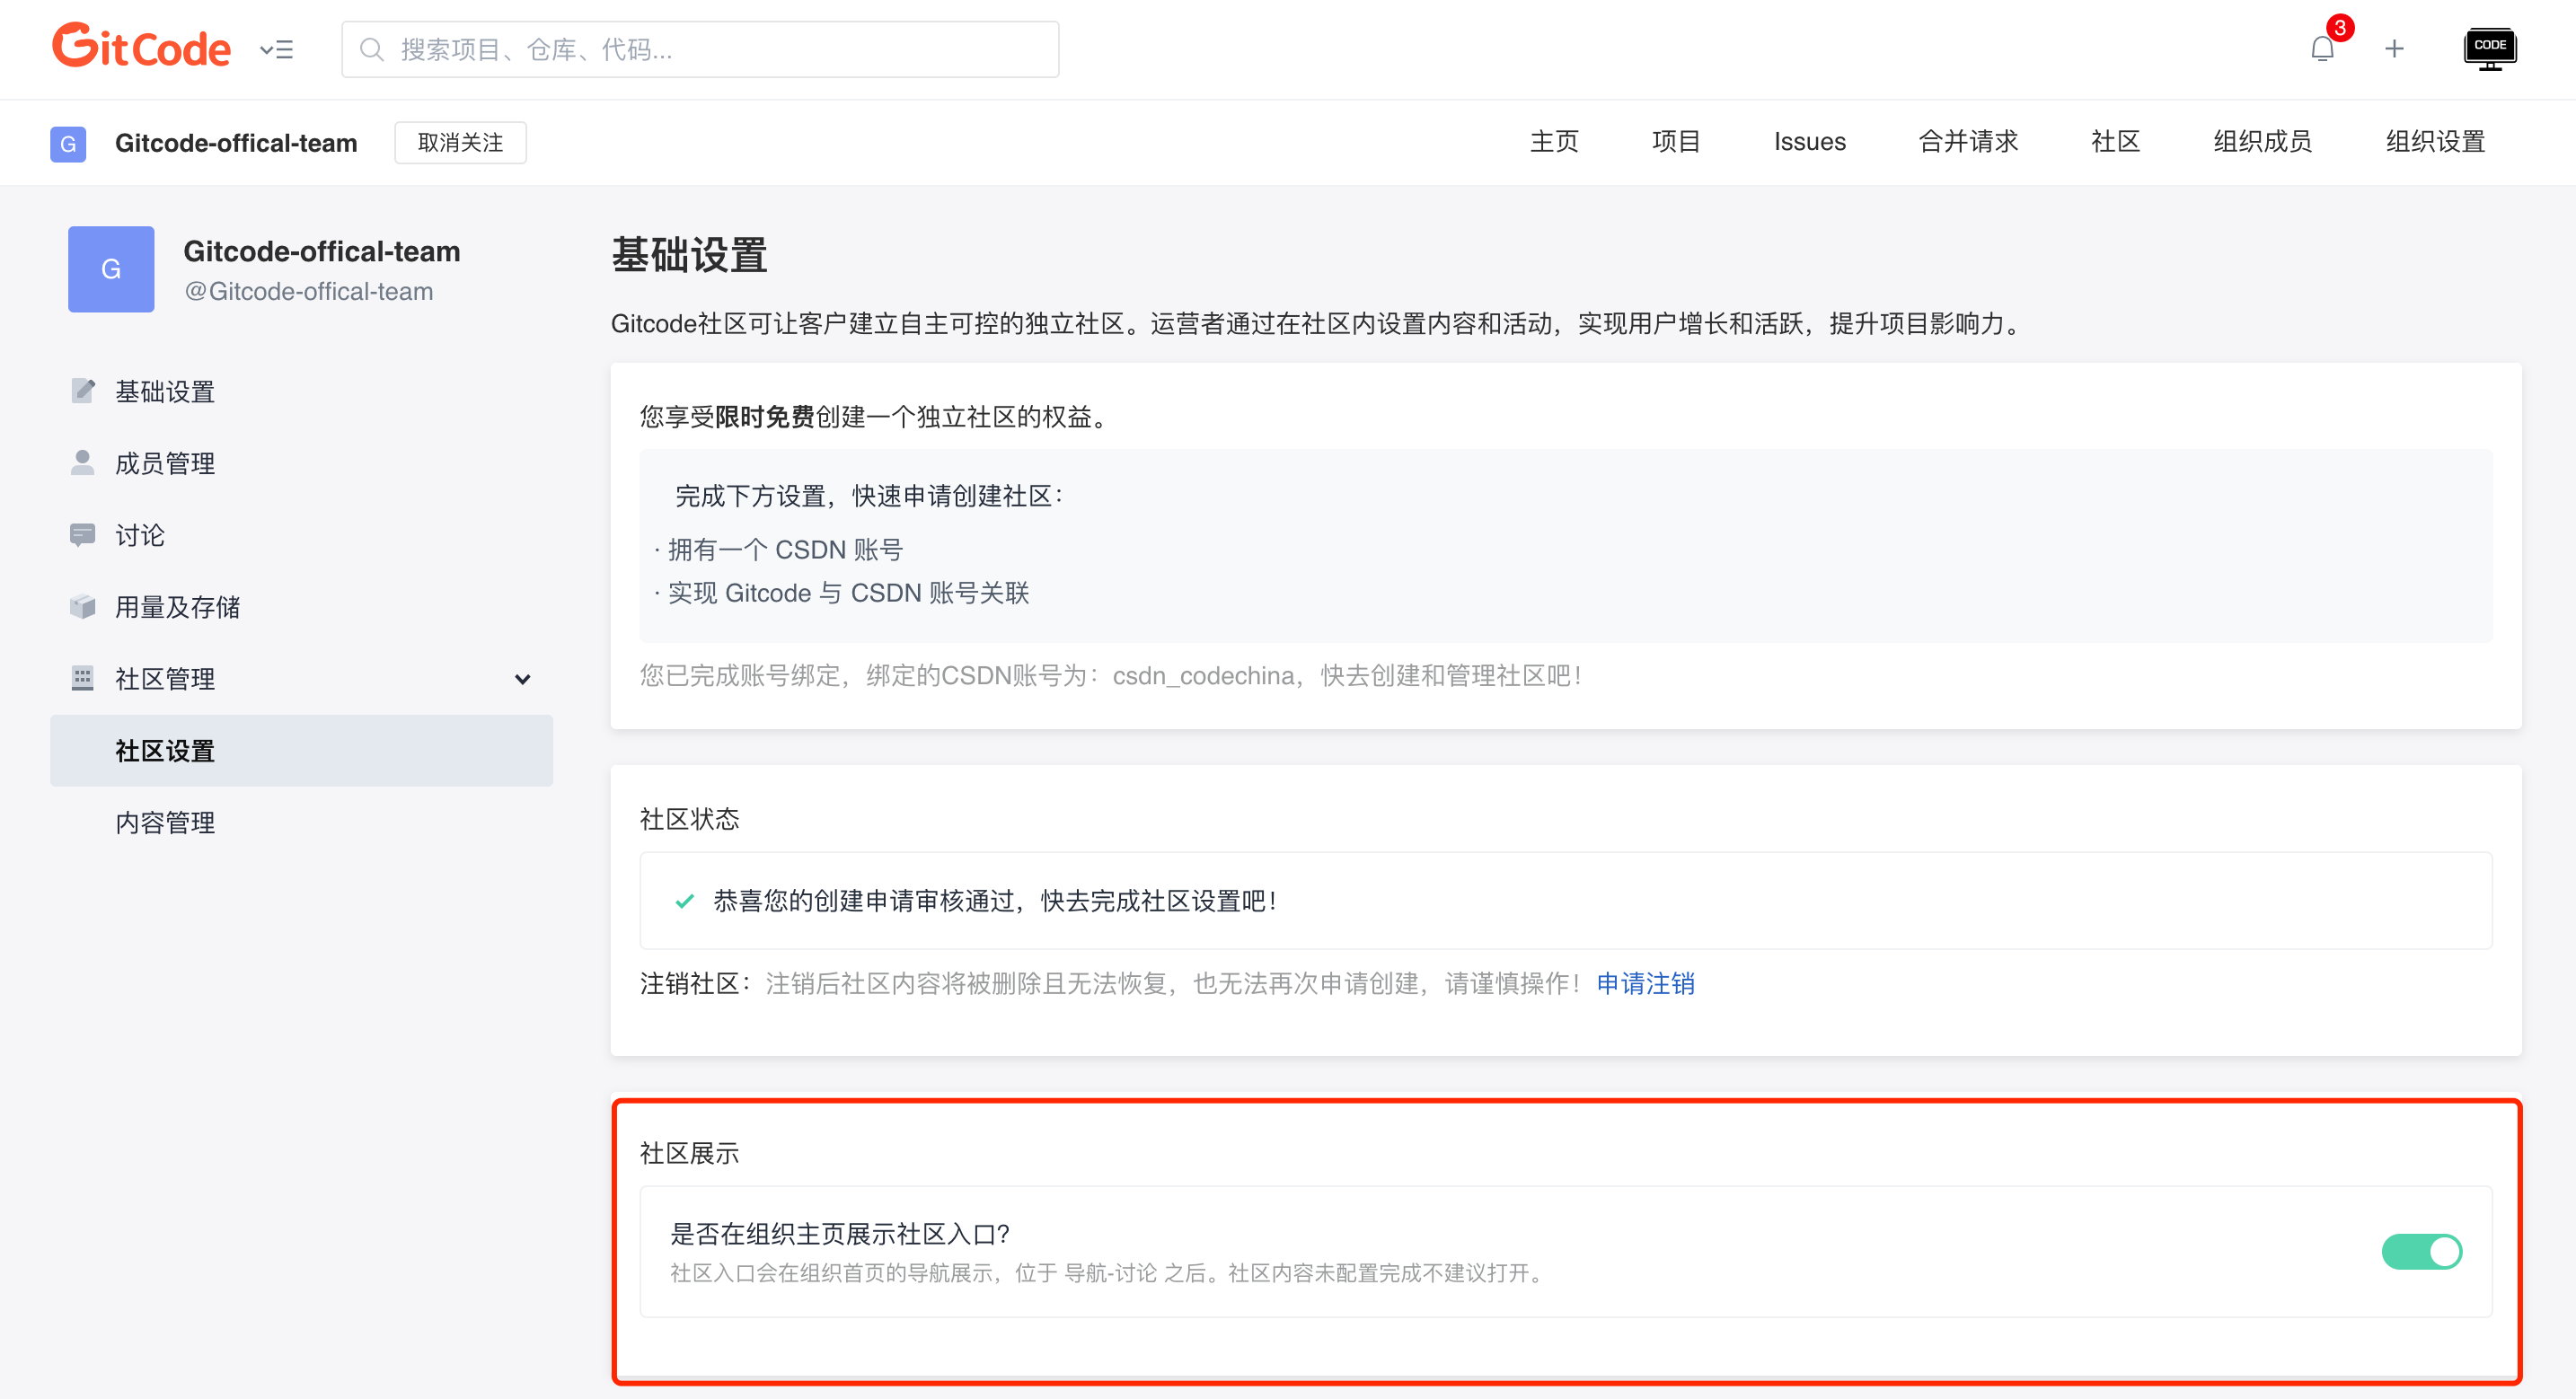 GitCode
搜索项目、仓库、代码...
3
CODE
G
Gitcode-offical-team
取消关注
主页
项目
Issues
合并请求
社区
组织成员
组织设置
G
Gitcode-offical-team
@Gitcode-offical-team
基础设置
成员管理
讨论
用量及存储
社区管理
社区设置
内容管理
基础设置
Gitcode社区可让客户建立自主可控的独立社区。运营者通过在社区内设置内容和活动，实现用户增长和活跃，提升项目影响力。
您享受限时免费创建一个独立社区的权益。
完成下方设置，快速申请创建社区：
· 拥有一个 CSDN 账号
· 实现 Gitcode 与 CSDN 账号关联
您已完成账号绑定，绑定的CSDN账号为：csdn_codechina，快去创建和管理社区吧！
社区状态
恭喜您的创建申请审核通过，快去完成社区设置吧！
注销社区：注销后社区内容将被删除且无法恢复，也无法再次申请创建，请谨慎操作！申请注销
社区展示
是否在组织主页展示社区入口？
社区入口会在组织首页的导航展示，位于 导航-讨论 之后。社区内容未配置完成不建议打开。